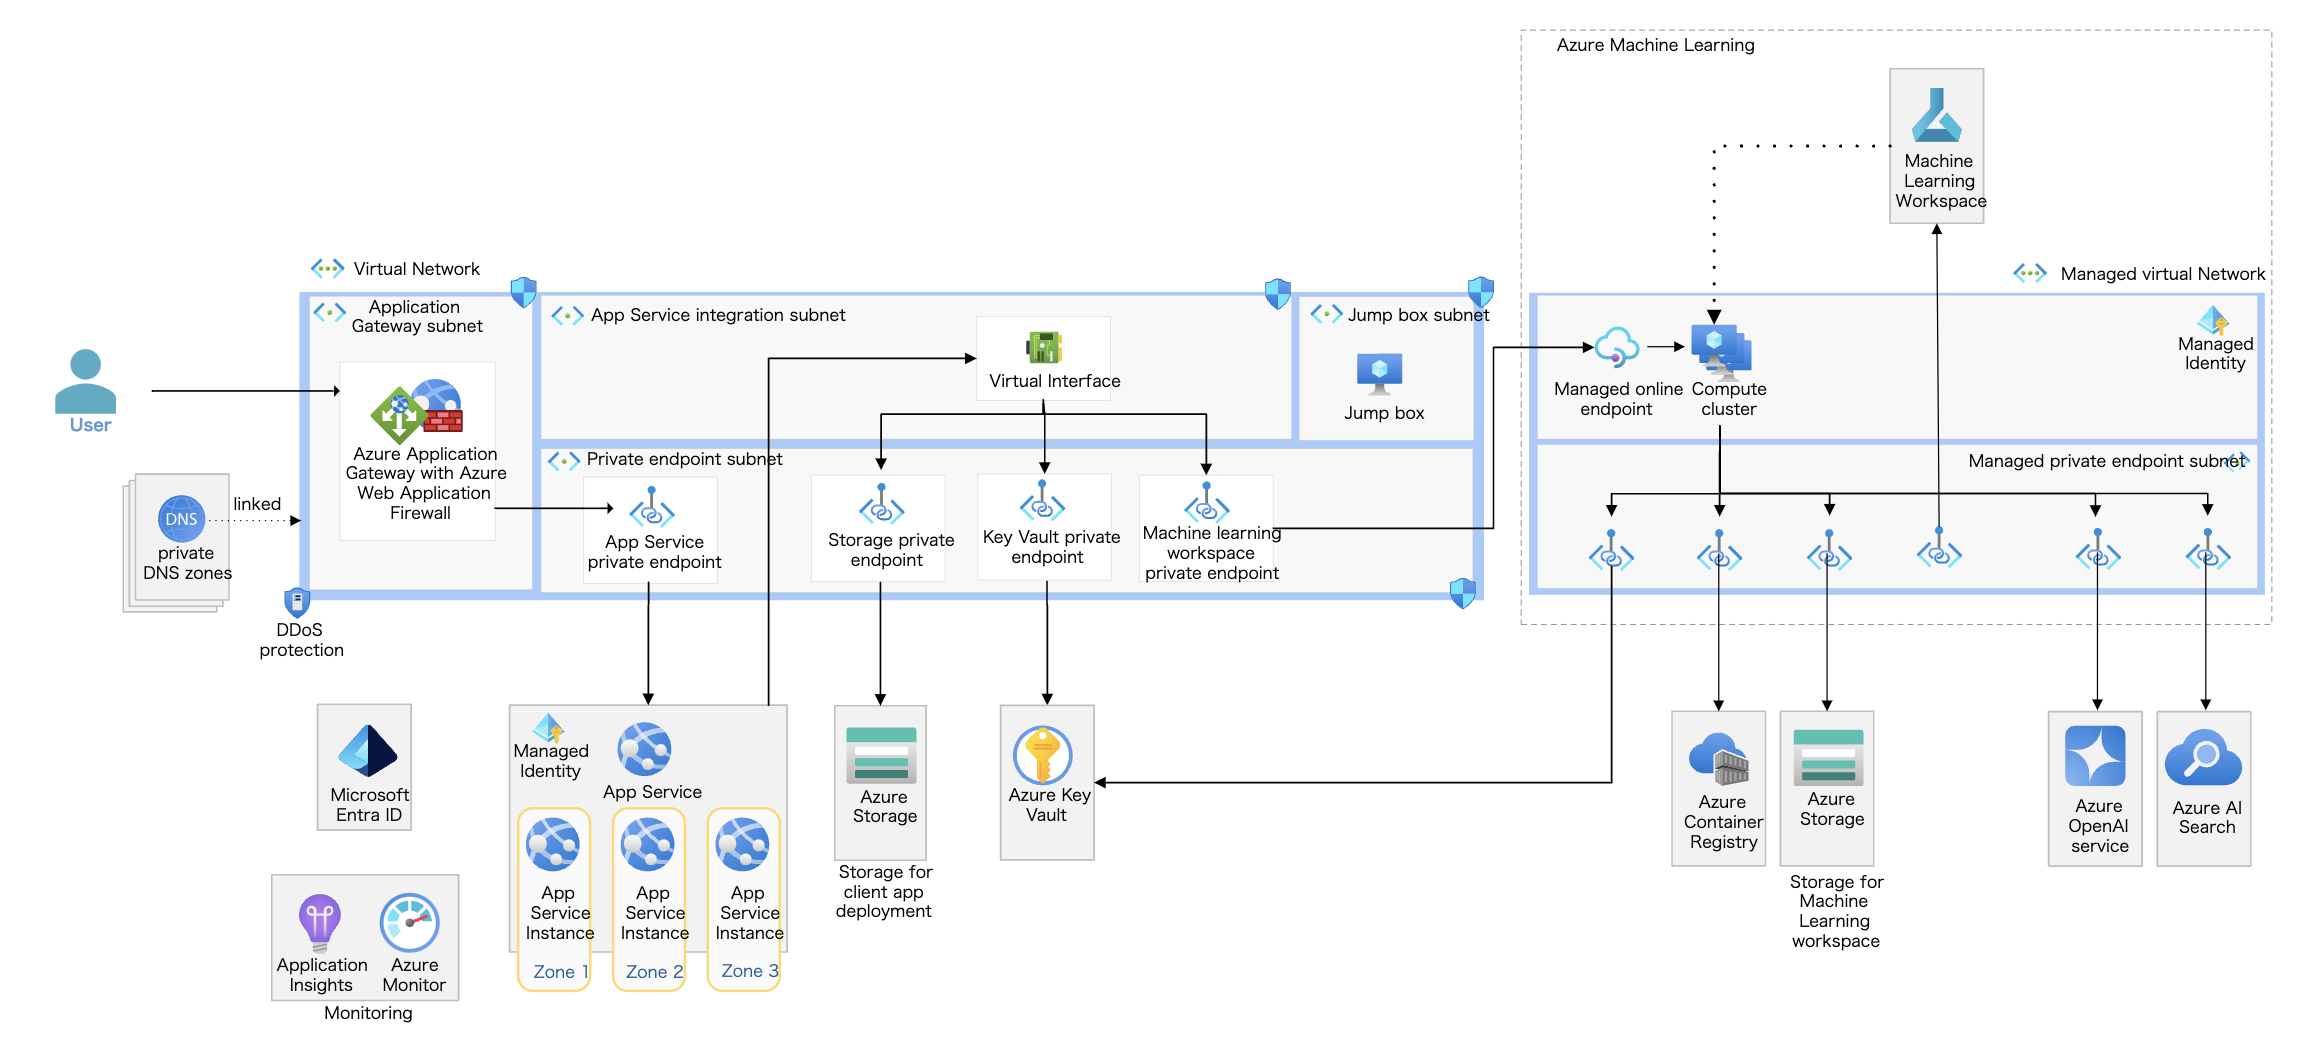 Azure Machine Learning
Machine
Learning
Workspace
Virtual Network
Managed virtual Network
Application
Gateway subnet
App Service integration subnet
Jump box subnet
Virtual Interface
Jump box
Managed
Identity
Managed online
endpoint
Compute
cluster
User
Azure Application
Gateway with Azure
Web Application
Firewall
Private endpoint subnet
Managed private endpoint subnet
DNS
linked
private
DNS zones
App Service
private endpoint
Storage private
endpoint
Key Vault private
endpoint
Machine learning
workspace
private endpoint
DDoS
protection
Microsoft
Entra ID
Managed
Identity
App Service
App
Service
Instance
Zone 1
App
Service
Instance
Zone 2
App
Service
Instance
Zone 3
Azure
Storage
Storage for
client app
deployment
Azure Key
Vault
Azure
Container
Registry
Azure
Storage
Storage for
Machine
Learning
workspace
Azure
OpenAI
service
Azure AI
Search
Application
Insights
Azure
Monitor
Monitoring